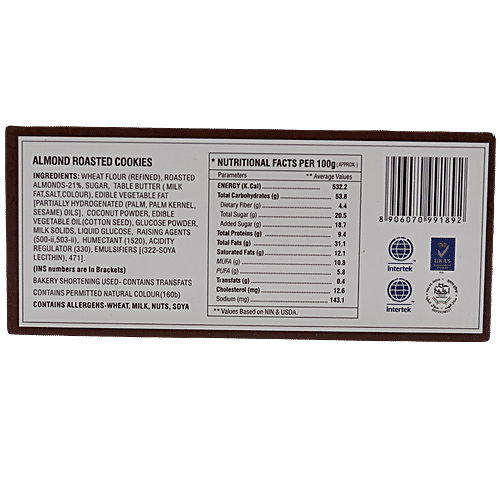 ALMOND ROASTED COOKIES
INGREDIENTS: WHEAT FLOUR (REFINED), ROASTED
ALMONDS-21%, SUGAR, TABLE BUTTER ( MILK
FAT,SALT,COLOUR), EDIBLE VEGETABLE FAT
[PARTIALLY HYDROGENATED (PALM, PALM KERNEL,
SESAME) OILS], COCONUT POWDER, EDIBLE
VEGETABLE OIL(COTTON SEED), GLUCOSE POWDER,
MILK SOLIDS, LIQUID GLUCOSE, RAISING AGENTS
(500-ii,503-ii), HUMECTANT (1520), ACIDITY
REGULATOR (330), EMULSIFIERS [(322-SOYA
LECITHIN), 471].
(INS numbers are In Brackets)
BAKERY SHORTENING USED- CONTAINS TRANSFATS
CONTAINS PERMITTED NATURAL COLOUR(160b)
CONTAINS ALLERGENS-WHEAT, MILK, NUTS, SOYA
* NUTRITIONAL FACTS PER 100g ( APPROX. )
Parameters ** Average Values
ENERGY (K.Cal) 532.2
Total Carbohydrates (g) 53.8
Dietary Fiber (g) 4.4
Total Sugar (g) 20.5
Added Sugar (g) 18.7
Total Proteins (g) 9.4
Total Fats (g) 31.1
Saturated Fats (g) 12.1
MUFA (g) 10.8
PUFA (g) 5.8
Transfats (g) 0.4
Cholesterol (mg) 12.6
Sodium (mg) 143.1
** Values Based on NIN & USDA.
8 906070 991892
Intertek
UKAS
Intertek